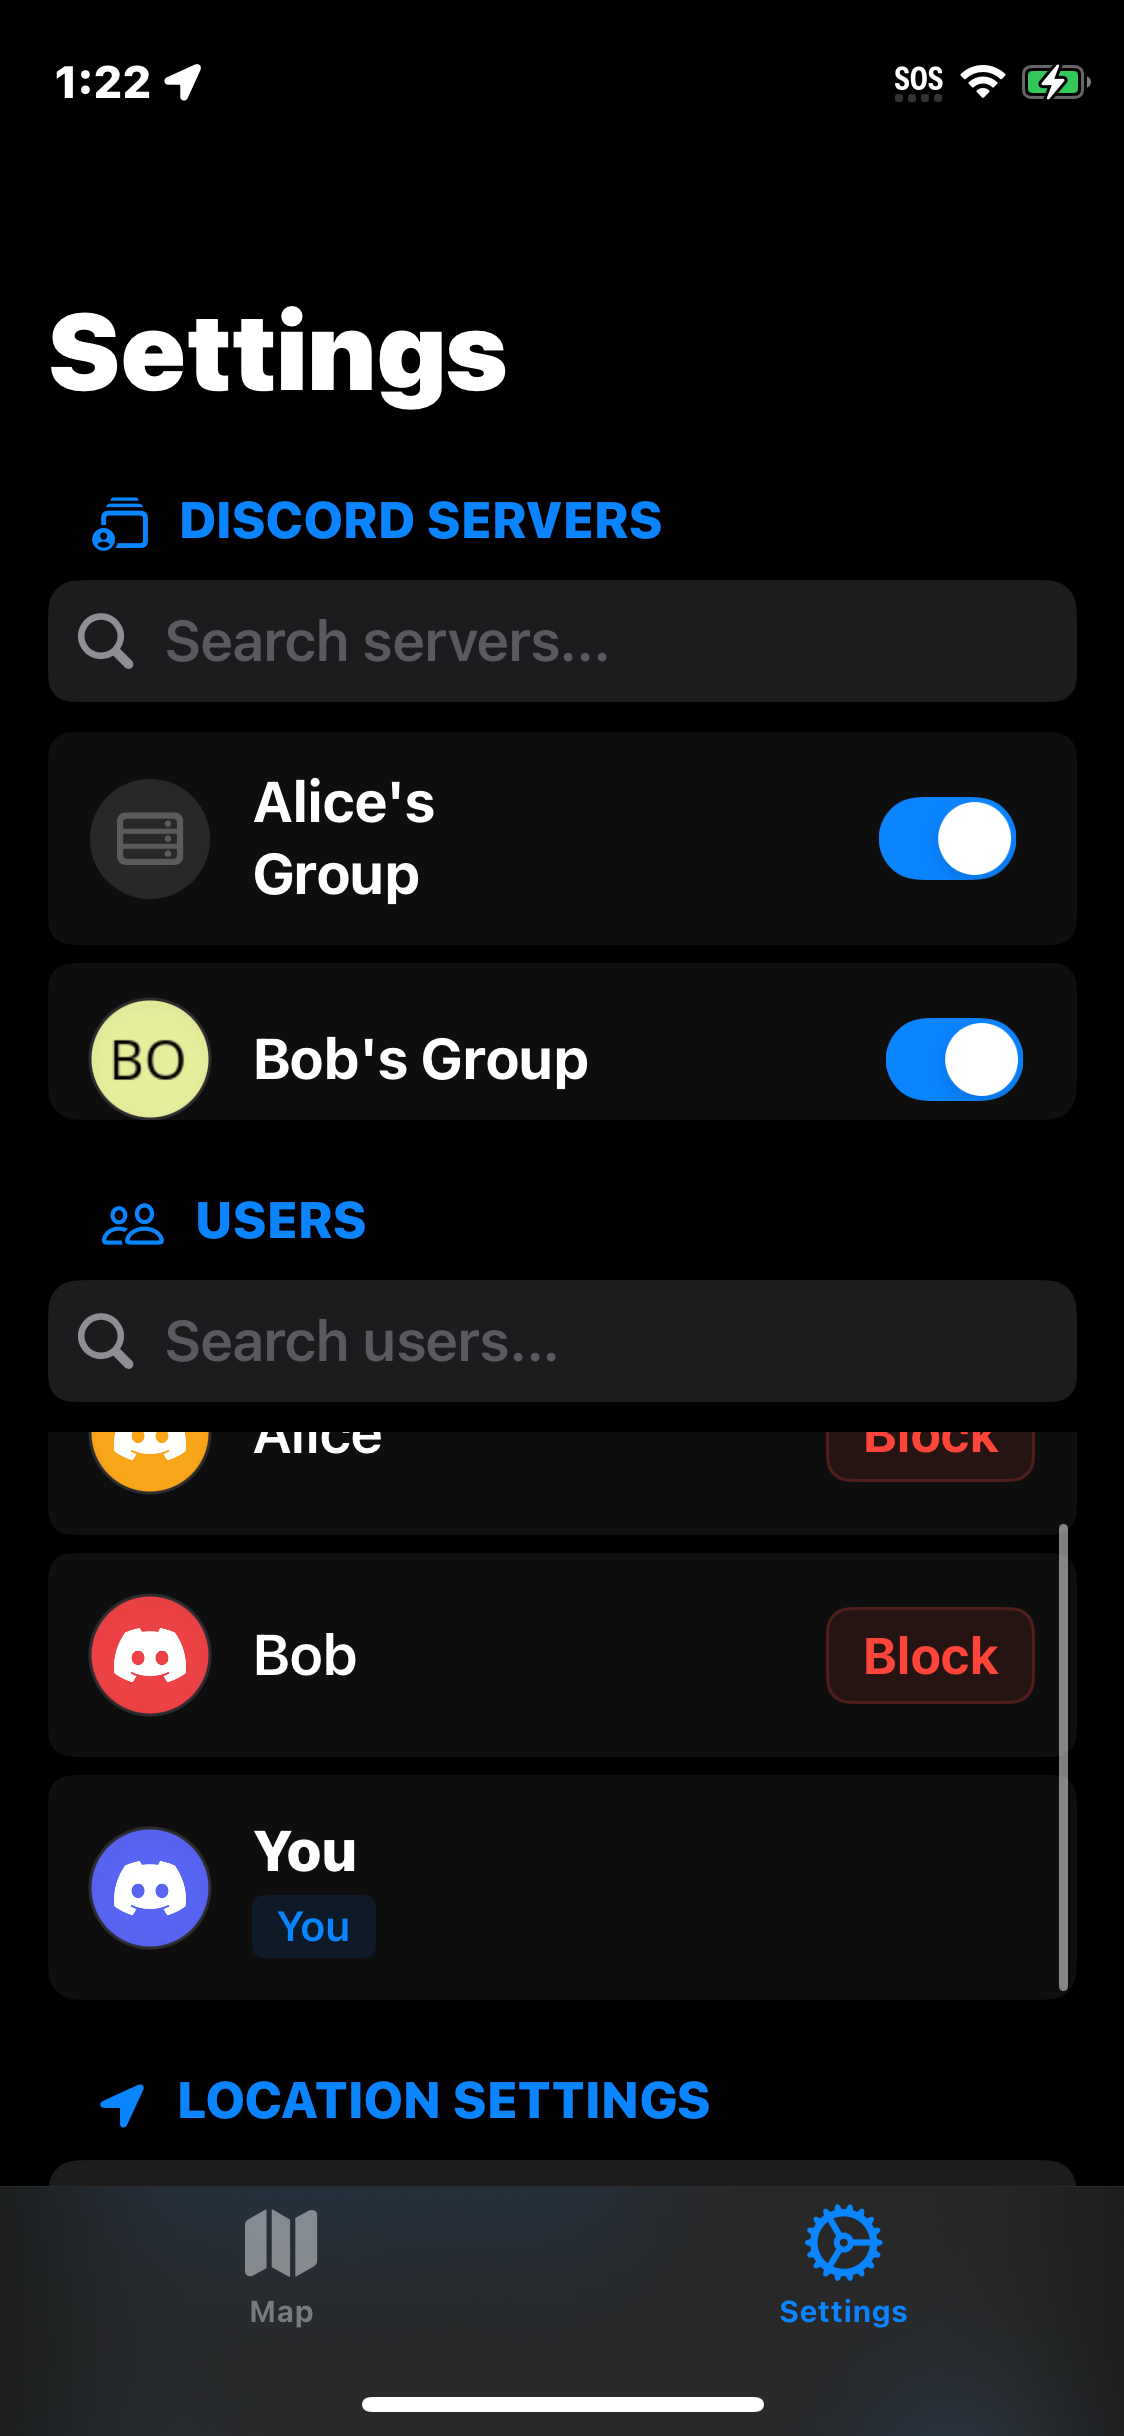 1:22
SOS
Settings
DISCORD SERVERS
Search servers...
Alice's
Group
BO
Bob's Group
USERS
Search users...
Alice
Block
Bob
Block
You
You
LOCATION SETTINGS
Map
Settings